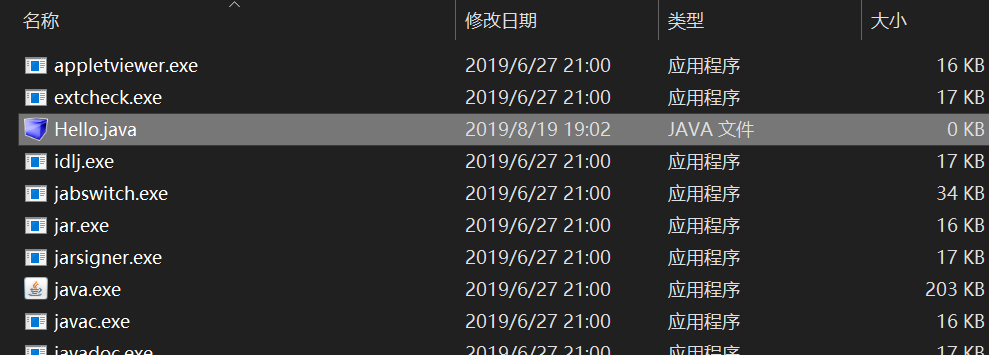 名称 修改日期 类型 大小
appletviewer.exe 2019/6/27 21:00 应用程序 16 KB
extcheck.exe 2019/6/27 21:00 应用程序 17 KB
Hello.java 2019/8/19 19:02 JAVA 文件 0 KB
idlj.exe 2019/6/27 21:00 应用程序 17 KB
jabswitch.exe 2019/6/27 21:00 应用程序 34 KB
jar.exe 2019/6/27 21:00 应用程序 16 KB
jarsigner.exe 2019/6/27 21:00 应用程序 17 KB
java.exe 2019/6/27 21:00 应用程序 203 KB
javac.exe 2019/6/27 21:00 应用程序 16 KB
javadoc.exe 2019/6/27 21:00 应用程序 17 KB